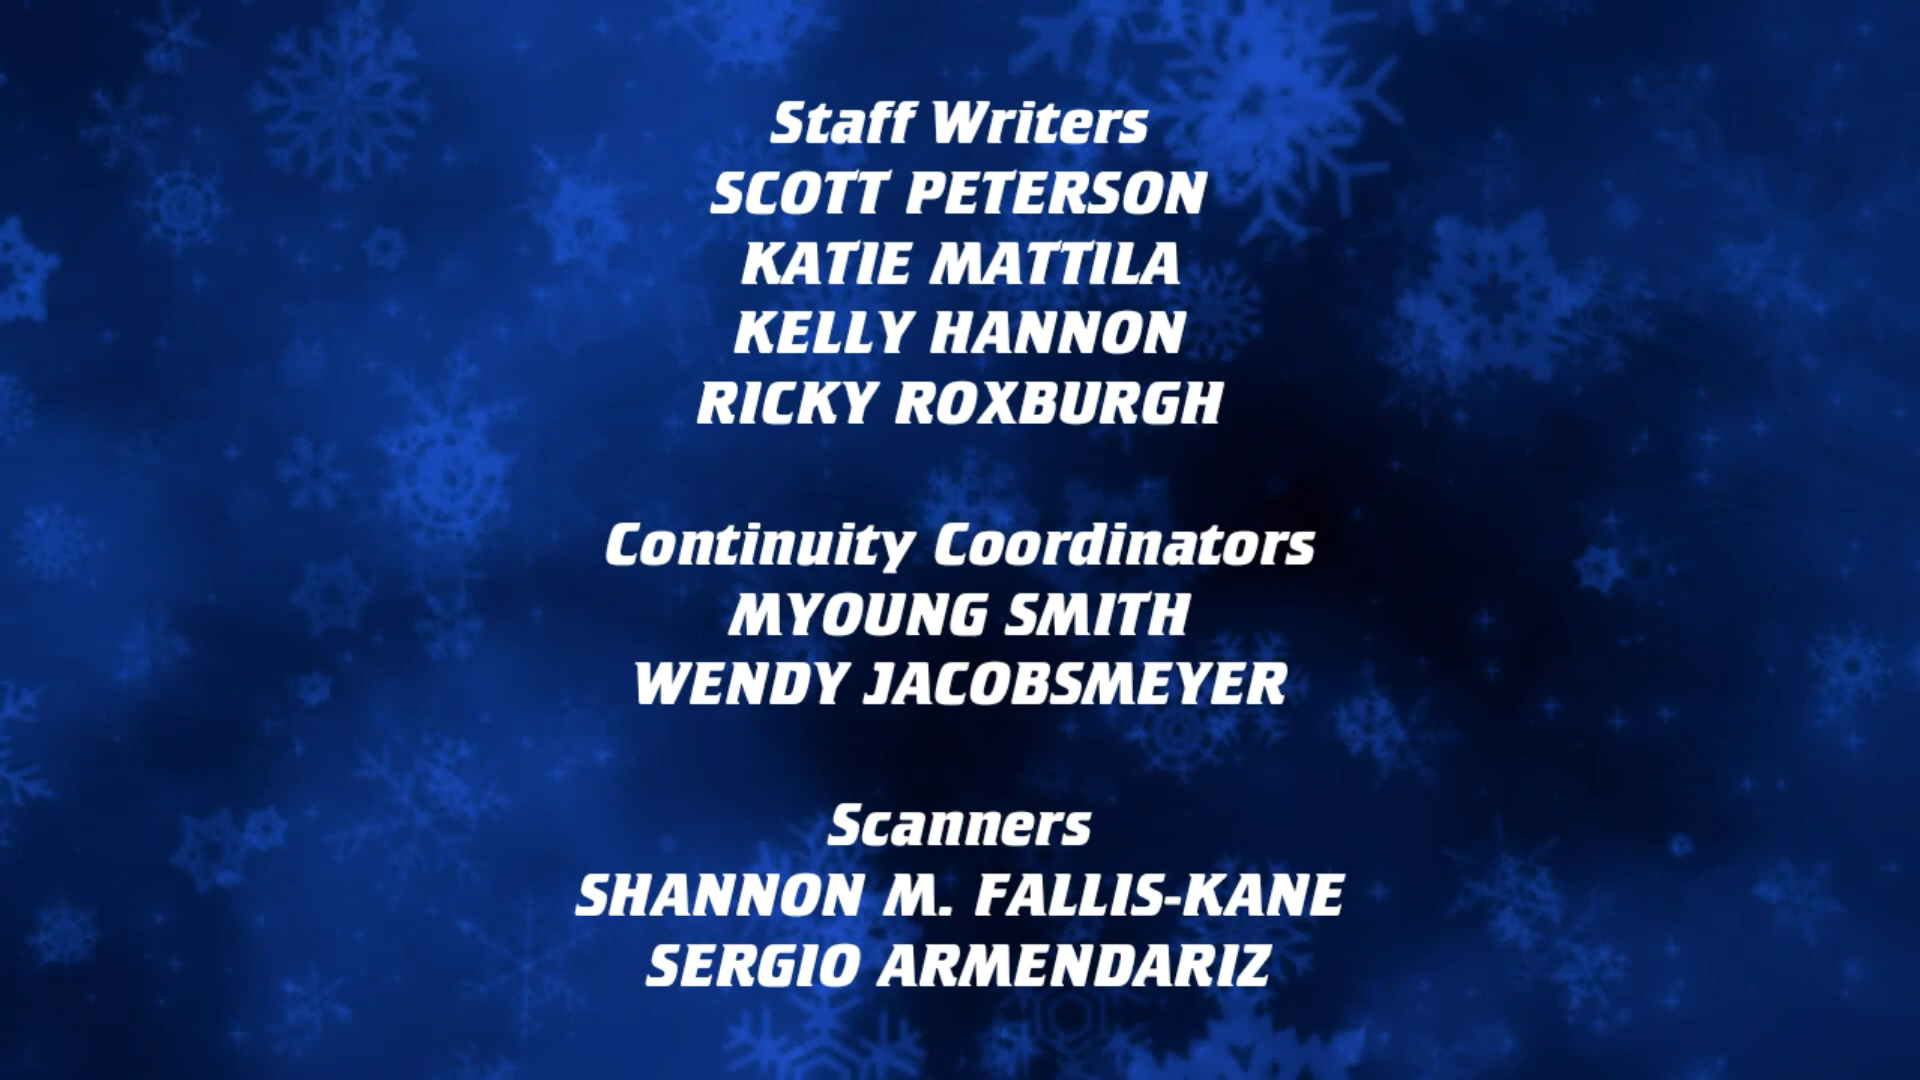 Staff Writers
SCOTT PETERSON
KATIE MATTILA
KELLY HANNON
RICKY ROXBURGH
Continuity Coordinators
MYOUNG SMITH
WENDY JACOBSMEYER
Scanners
SHANNON M. FALLIS-KANE
SERGIO ARMENDARIZ